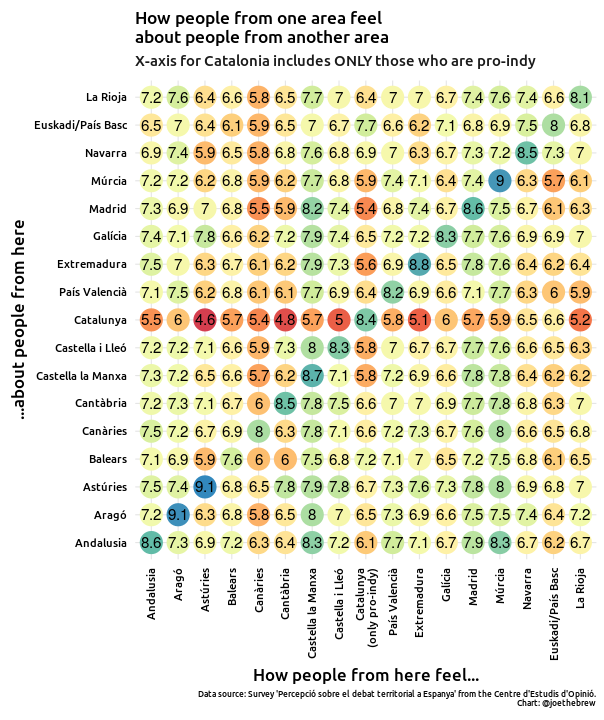 How people from one area feel
about people from another area
X-axis for Catalonia includes ONLY those who are pro-indy
...about people from here
La Rioja 7.2 7.6 6.4 6.6 5.8 6.5 7.7 7 6.4 7 7 6.7 7.4 7.6 7.4 6.6 8.1
Euskadi/País Basc 6.5 7 6.4 6.1 5.9 6.5 7 6.7 7.7 6.6 6.2 7.1 6.8 6.9 7.5 8 6.8
Navarra 6.9 7.4 5.9 6.5 5.8 6.8 7.6 6.8 6.9 7 6.3 6.7 7.3 7.2 8.5 7.3 7
Múrcia 7.2 7.2 6.2 6.8 5.9 6.2 7.7 6.8 5.9 7.4 7.1 6.4 7.4 9 6.3 5.7 6.1
Madrid 7.3 6.9 7 6.8 5.5 5.9 8.2 7.4 5.4 6.8 7.4 6.7 8.6 7.5 6.7 6.1 6.3
Galícia 7.4 7.1 7.8 6.6 6.2 7.2 7.9 7.4 6.5 7.2 7.2 8.3 7.7 7.6 6.9 6.9 7
Extremadura 7.5 7 6.3 6.7 6.1 6.2 7.9 7.3 5.6 6.9 8.8 6.5 7.8 7.6 6.4 6.2 6.4
País Valencià 7.1 7.5 6.2 6.8 6.1 6.1 7.7 6.9 6.4 8.2 6.9 6.6 7.1 7.7 6.3 6 5.9
Catalunya 5.5 6 4.6 5.7 5.4 4.8 5.7 5 8.4 5.8 5.1 6 5.7 5.9 6.5 6.6 5.2
Castella i Lleó 7.2 7.2 7.1 6.6 5.9 7.3 8 8.3 5.8 7 6.7 6.7 7.7 7.6 6.6 6.5 6.3
Castella la Manxa 7.3 7.2 6.5 6.6 5.7 6.2 8.7 7.1 5.8 7.2 6.9 6.6 7.8 7.8 6.4 6.2 6.2
Cantàbria 7.2 7.3 7.1 6.7 6 8.5 7.8 7.5 6.6 7 7 6.9 7.7 7.8 6.8 6.3 7
Canàries 7.5 7.2 6.7 6.9 8 6.3 7.8 7.1 6.6 7.2 7.3 6.7 7.6 8 6.6 6.5 6.8
Balears 7.1 6.9 5.9 7.6 6 6 7.5 6.8 7.2 7.1 7 6.5 7.2 7.5 6.8 6.1 6.5
Astúries 7.5 7.4 9.1 6.8 6.5 7.8 7.9 7.8 6.7 7.3 7.6 7.3 7.8 8 6.9 6.8 7
Aragó 7.2 9.1 6.3 6.8 5.8 6.5 8 7 6.5 7.3 6.9 6.6 7.5 7.5 7.4 6.4 7.2
Andalusia 8.6 7.3 6.9 7.2 6.3 6.4 8.3 7.2 6.1 7.7 7.1 6.7 7.9 8.3 6.7 6.2 6.7
Andalusia
Aragó
Astúries
Balears
Canàries
Cantàbria
Castella la Manxa
Castella i Lleó
Catalunya
(only pro-indy)
País Valencià
Extremadura
Galícia
Madrid
Múrcia
Navarra
Euskadi/País Basc
La Rioja
How people from here feel...
Data source: Survey 'Percepció sobre el debat territorial a Espanya' from the Centre d'Estudis d'Opinió.
Chart: @joethebrew